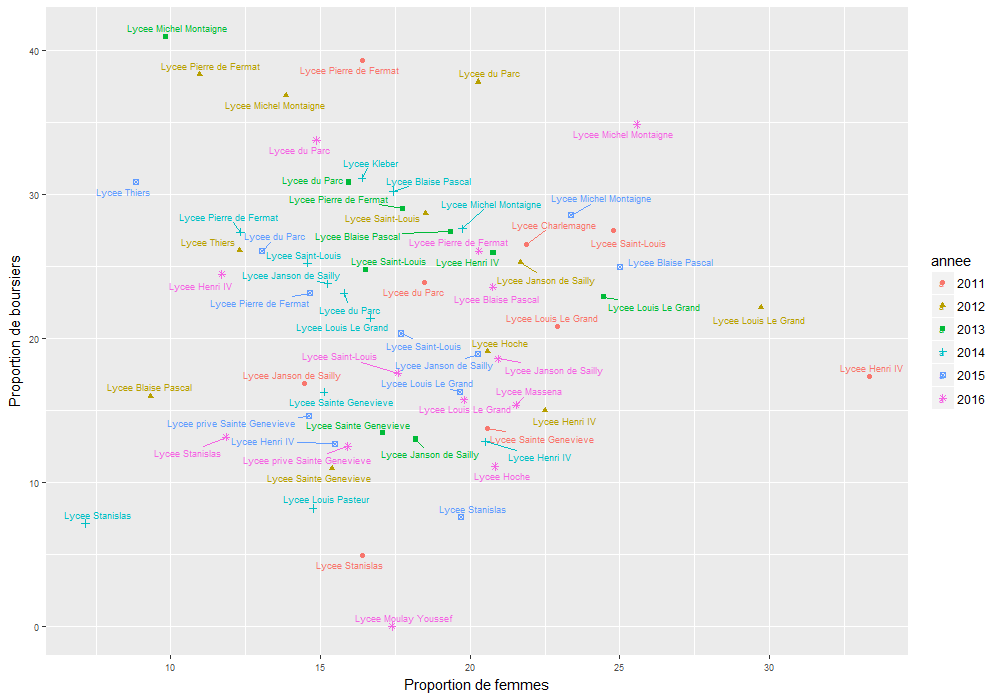 Lycee Michel Montaigne
40
Lycee Pierre de Fermat
Lycee Pierre de Fermat
Lycee du Parc
Lycee Michel Montaigne
Lycee Michel Montaigne
Lycee du Parc
Lycee Kleber
Lycee du Parc
Lycee Blaise Pascal
Lycee Thiers
30
Lycee Pierre de Fermat
Lycee Michel Montaigne
Lycee Michel Montaigne
Lycee Pierre de Fermat
Lycee Saint-Louis
Lycee Charlemagne
Lycee Thiers
Lycee du Parc
Lycee Blaise Pascal
Lycee Pierre de Fermat
Lycee Saint-Louis
Lycee Saint-Louis
Lycee Saint-Louis
Lycee Henri IV
Lycee Blaise Pascal
Lycee Henri IV
Lycee Janson de Sailly
Lycee du Parc
Lycee Janson de Sailly
Lycee Pierre de Fermat
Lycee du Parc
Lycee Blaise Pascal
Lycee Louis Le Grand
Lycee Louis Le Grand
Lycee Louis Le Grand
Lycee Louis Le Grand
20
Lycee Saint-Louis
Lycee Saint-Louis
Lycee Hoche
Lycee Janson de Sailly
Lycee Janson de Sailly
Lycee Henri IV
Lycee Janson de Sailly
Lycee Blaise Pascal
Lycee Louis Le Grand
Lycee Massena
Lycee Sainte Genevieve
Lycee Louis Le Grand
Lycee prive Sainte Genevieve
Lycee Sainte Genevieve
Lycee Henri IV
Lycee Stanislas
Lycee Henri IV
Lycee Sainte Genevieve
Lycee prive Sainte Genevieve
Lycee Janson de Sailly
Lycee Henri IV
Lycee Sainte Genevieve
Lycee Hoche
10
Lycee Louis Pasteur
Lycee Stanislas
Lycee Stanislas
Lycee Stanislas
Lycee Moulay Youssef
0
10
15
20
25
30
Proportion de femmes
Proportion de boursiers
annee
2011
2012
2013
2014
2015
2016